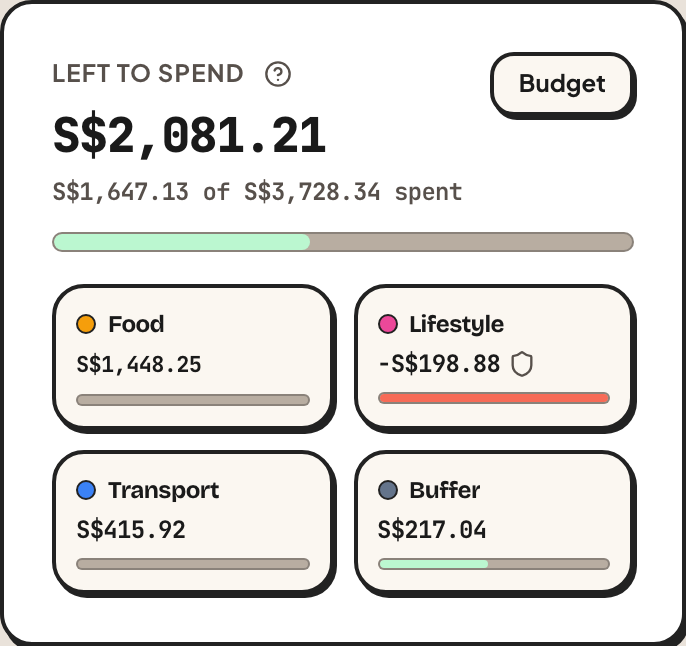 LEFT TO SPEND
Budget
S$2,081.21
S$1,647.13 of S$3,728.34 spent
Food
S$1,448.25
Lifestyle
-S$198.88
Transport
S$415.92
Buffer
S$217.04